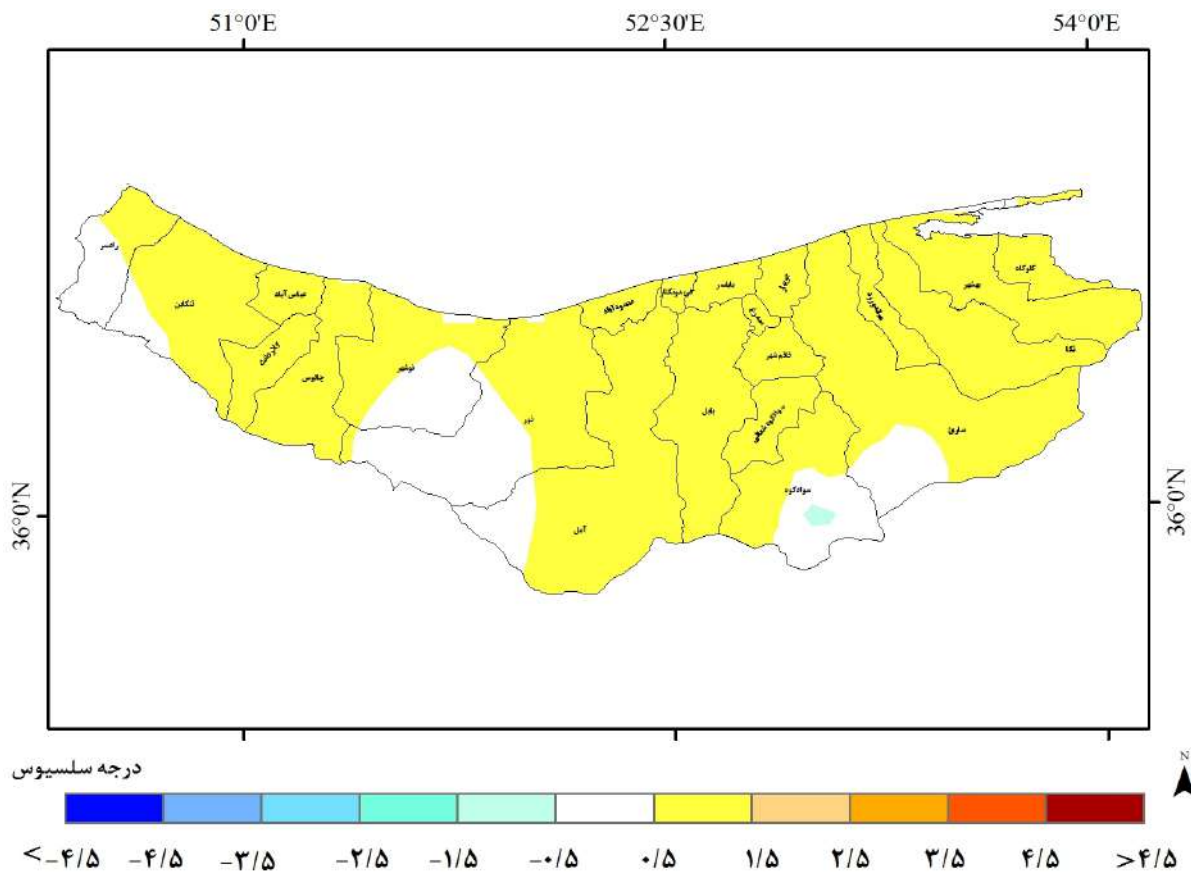 51°0'E 52°30'E 54°0'E
رامسر
تنکابن
عباس آباد
کلاردشت
چالوس
نوشهر
نور
محمودآباد
آمل
بابل
بابلسر
جویبار
قائم شهر
سوادکوه شمالی
سوادکوه
میاندورود
ساری
نکا
بهشهر
گلوگاه
36°0'N 36°0'N
درجه سلسیوس
N
<-۴/۵ -۴/۵ -۳/۵ -۲/۵ -۱/۵ -۰/۵ ۰/۵ ۱/۵ ۲/۵ ۳/۵ ۴/۵ >۴/۵